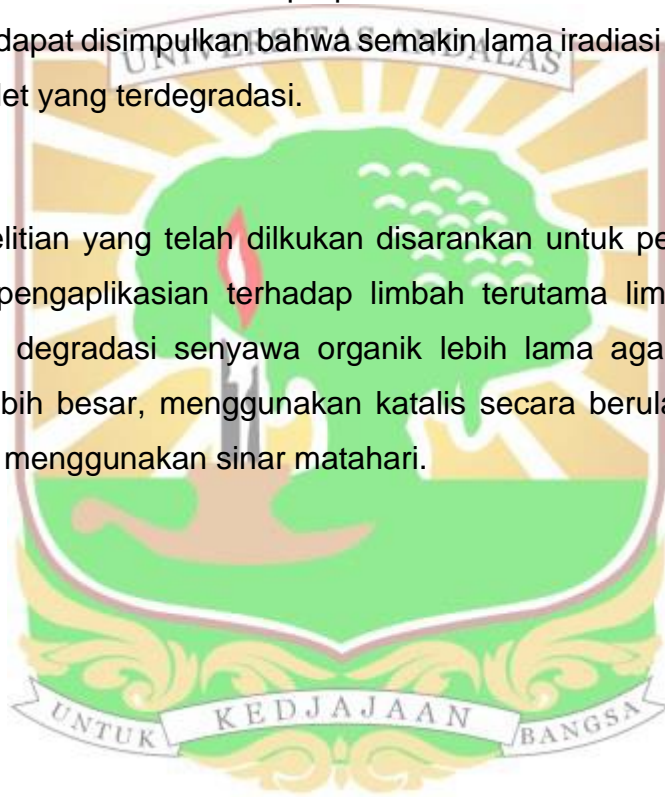 dapat disimpulkan bahwa semakin lama iradiasi
UNIVERSITAS ANDALAS
let yang terdegradasi.
elitian yang telah dilkukan disarankan untuk pe
pengaplikasian terhadap limbah terutama lim
degradasi senyawa organik lebih lama aga
bih besar, menggunakan katalis secara berula
menggunakan sinar matahari.
UNTUK KEDJAJAAN BANGSA